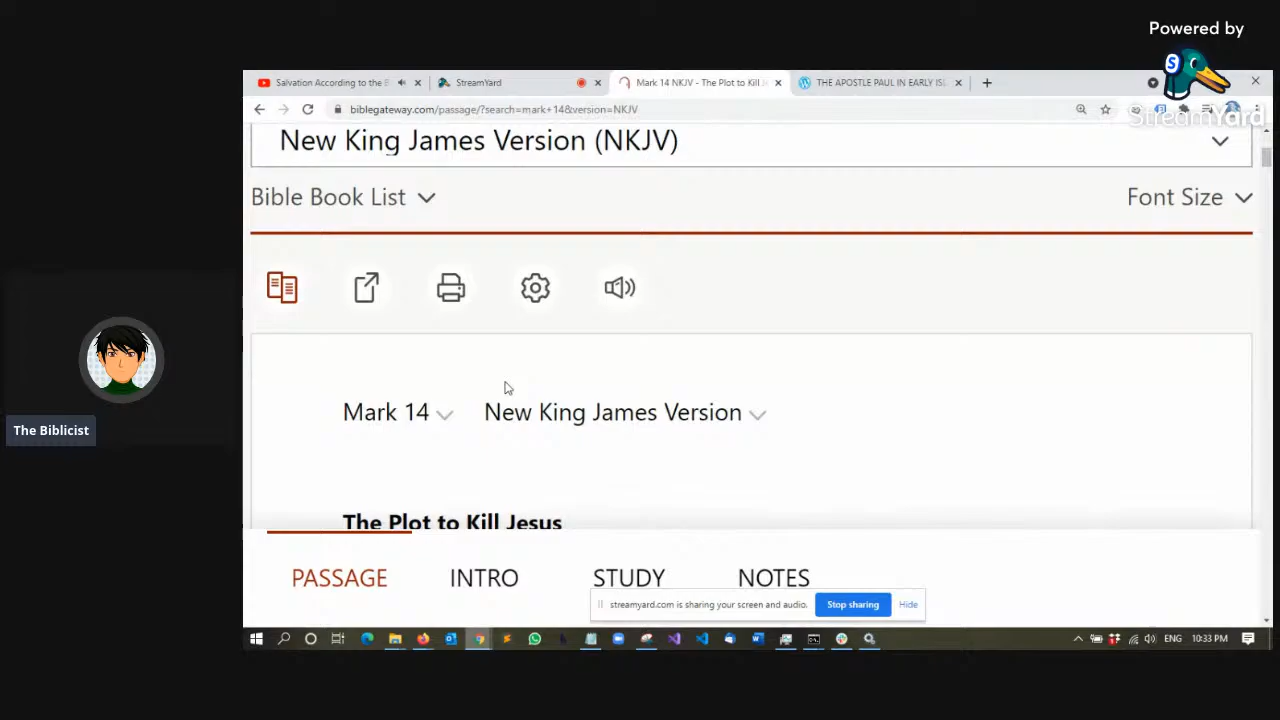 Powered by
S
StreamYard
Salvation According to the B
StreamYard
Mark 14 NKJV - The Plot to Kill J
THE APOSTLE PAUL IN EARLY ISL
biblegateway.com/passage/?search=mark+14&version=NKJV
New King James Version (NKJV)
Bible Book List
Font Size
Mark 14
New King James Version
The Biblicist
The Plot to Kill Jesus
PASSAGE
INTRO
STUDY
NOTES
streamyard.com is sharing your screen and audio.
Stop sharing
Hide
ENG
10:33 PM